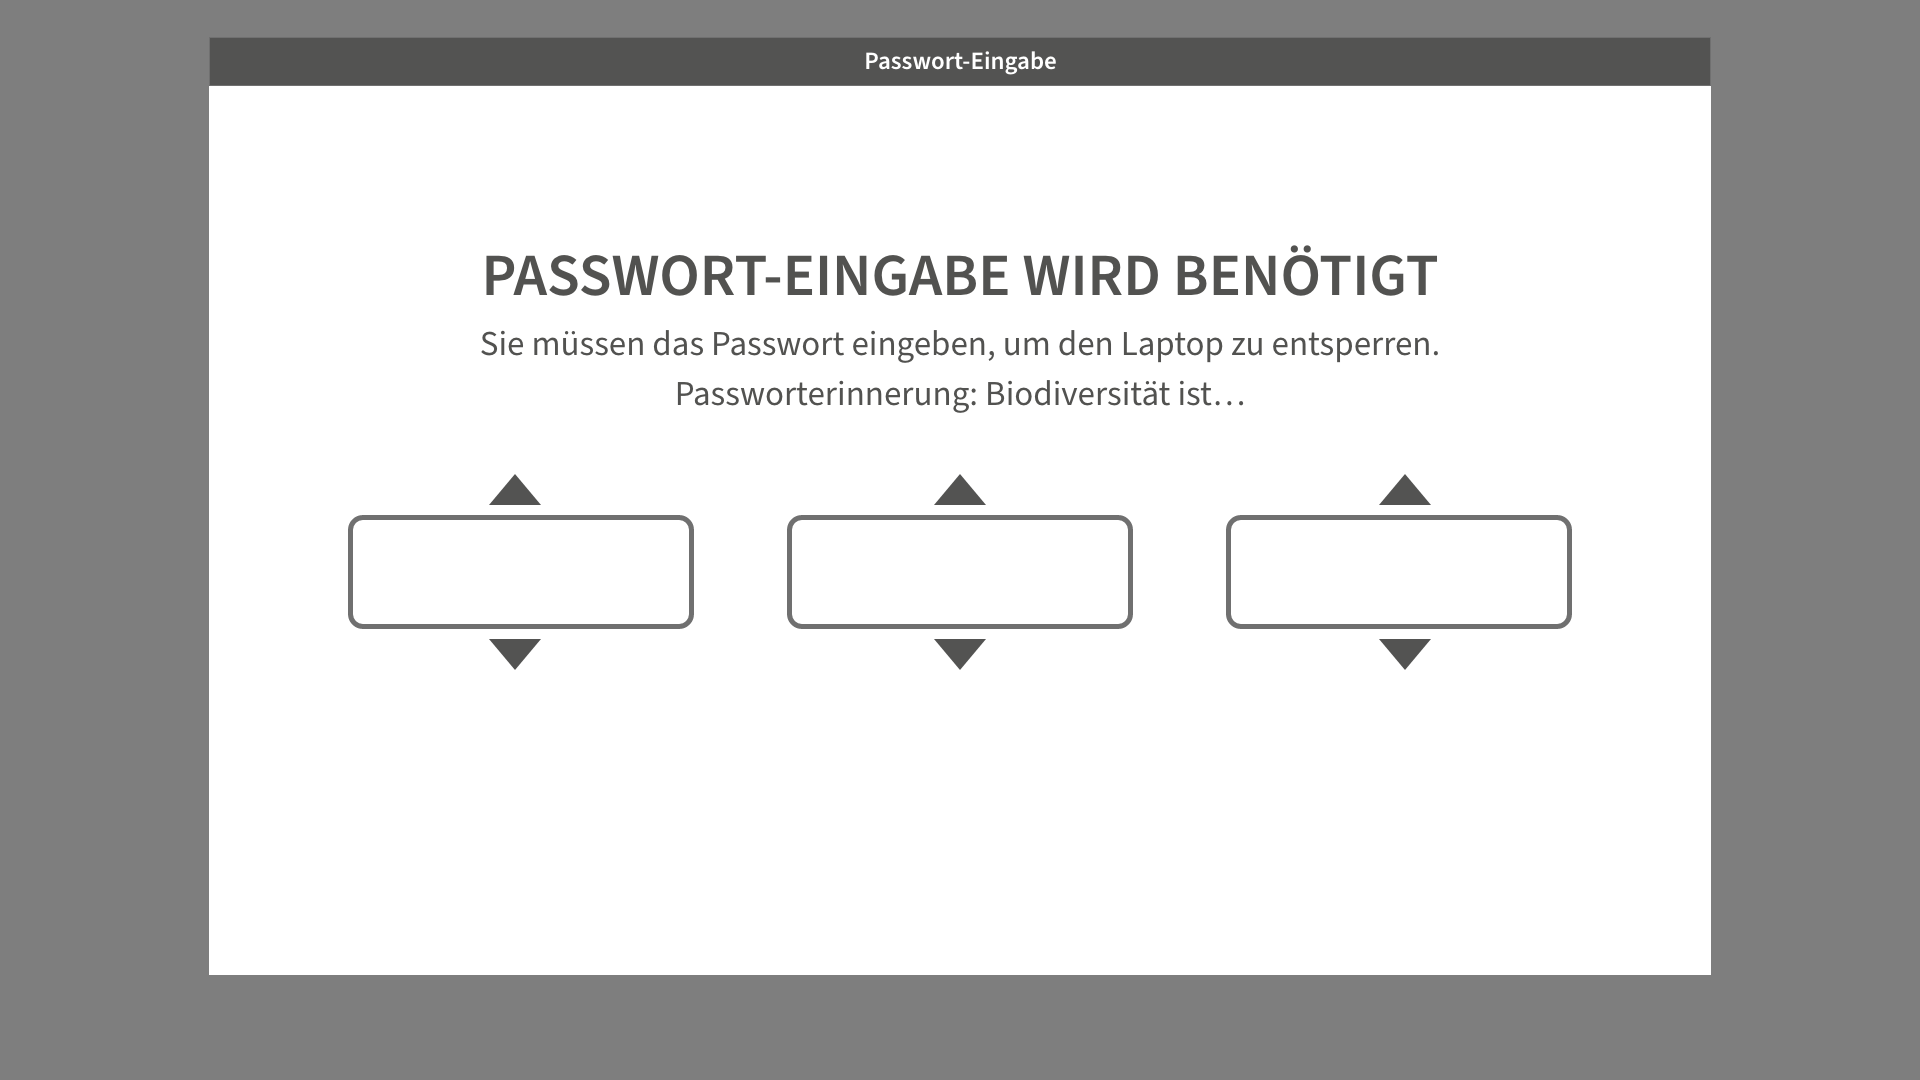 Passwort-Eingabe
PASSWORT-EINGABE WIRD BENÖTIGT
Sie müssen das Passwort eingeben, um den Laptop zu entsperren.
Passworterinnerung: Biodiversität ist…